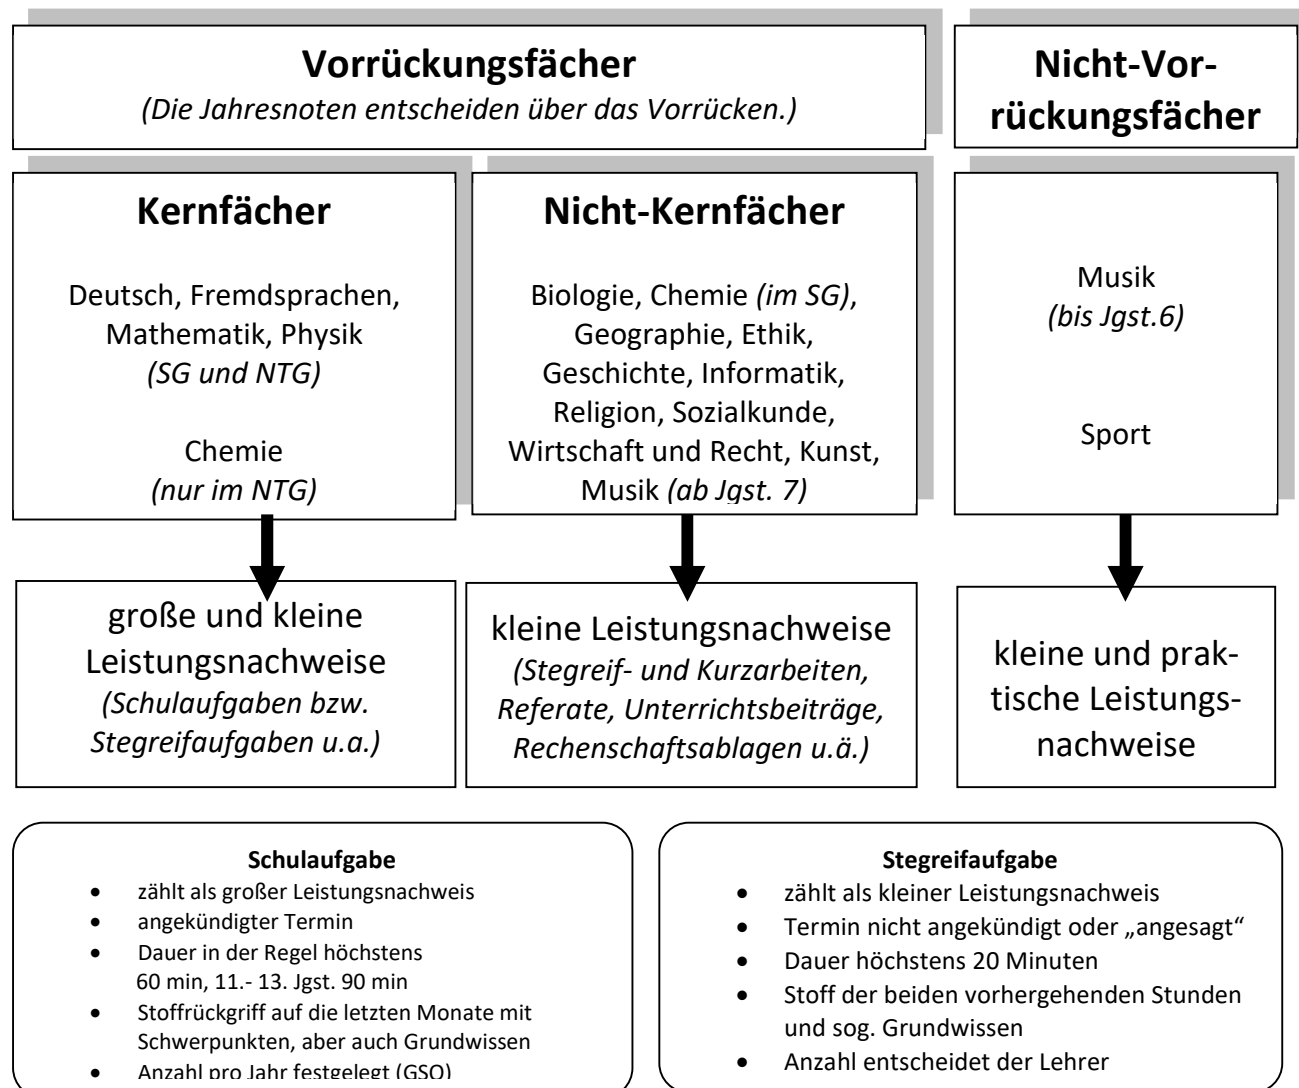 Vorrückungsfächer
(Die Jahresnoten entscheiden über das Vorrücken.)
Nicht-Vor-
rückungsfächer
Kernfächer
Deutsch, Fremdsprachen,
Mathematik, Physik
(SG und NTG)
Chemie
(nur im NTG)
Nicht-Kernfächer
Biologie, Chemie (im SG),
Geographie, Ethik,
Geschichte, Informatik,
Religion, Sozialkunde,
Wirtschaft und Recht, Kunst,
Musik (ab Jgst. 7)
Musik
(bis Jgst.6)
Sport
große und kleine
Leistungsnachweise
(Schulaufgaben bzw.
Stegreifaufgaben u.a.)
kleine Leistungsnachweise
(Stegreif- und Kurzarbeiten,
Referate, Unterrichtsbeiträge,
Rechenschaftsablagen u.ä.)
kleine und prak-
tische Leistungs-
nachweise
Schulaufgabe
• zählt als großer Leistungsnachweis
• angekündigter Termin
• Dauer in der Regel höchstens
60 min, 11.- 13. Jgst. 90 min
• Stoffrückgriff auf die letzten Monate mit
Schwerpunkten, aber auch Grundwissen
• Anzahl pro Jahr festgelegt (GSO)
Stegreifaufgabe
• zählt als kleiner Leistungsnachweis
• Termin nicht angekündigt oder „angesagt“
• Dauer höchstens 20 Minuten
• Stoff der beiden vorhergehenden Stunden
und sog. Grundwissen
• Anzahl entscheidet der Lehrer